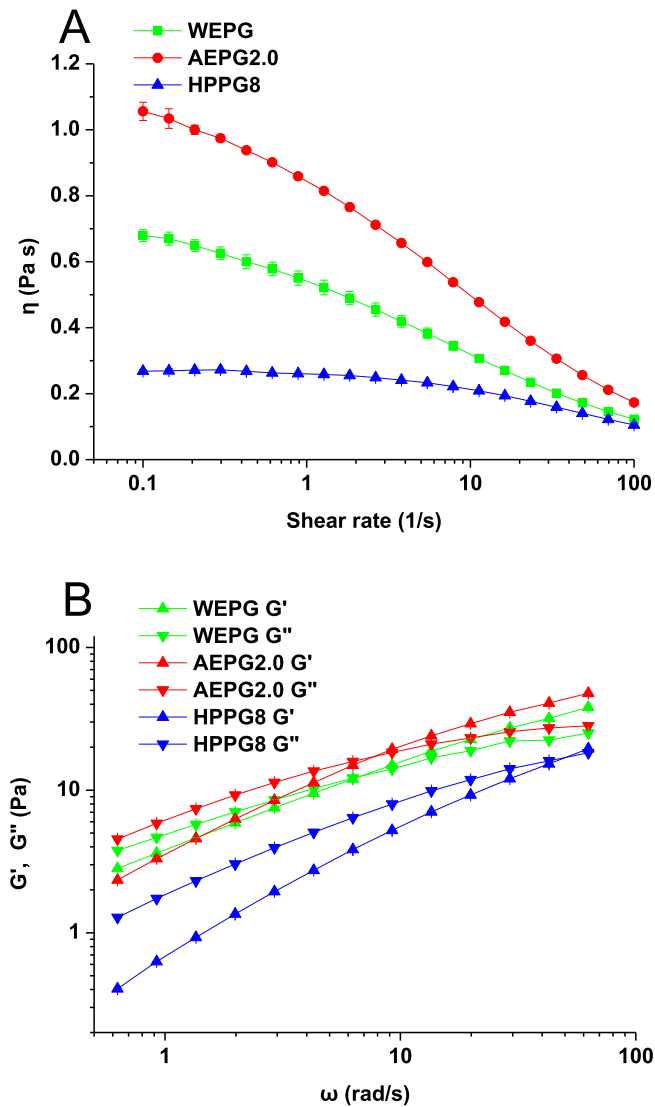 A
WEPG
AEPG2.0
HPPG8
1.2
1.0
0.8
0.6
0.4
0.2
0.0
η (Pa s)
0.1 1 10 100
Shear rate (1/s)
B
WEPG G'
WEPG G"
AEPG2.0 G'
AEPG2.0 G"
HPPG8 G'
HPPG8 G"
100
10
1
G', G" (Pa)
1 10 100
ω (rad/s)